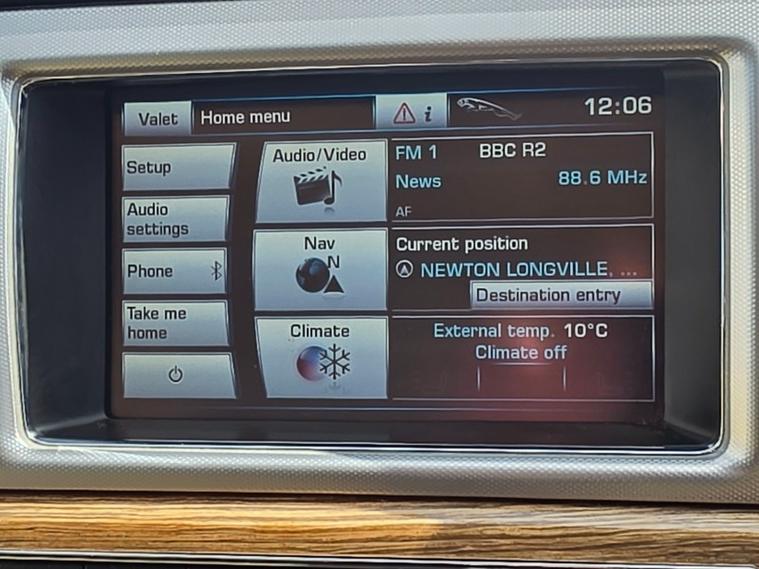 Valet
Home menu
i
12:06
Setup
Audio
settings
Phone
Take me
home
Audio/Video
Nav
N
Climate
FM 1
BBC R2
News
88.6 MHz
AF
Current position
NEWTON LONGVILLE, ...
Destination entry
External temp. 10°C
Climate off